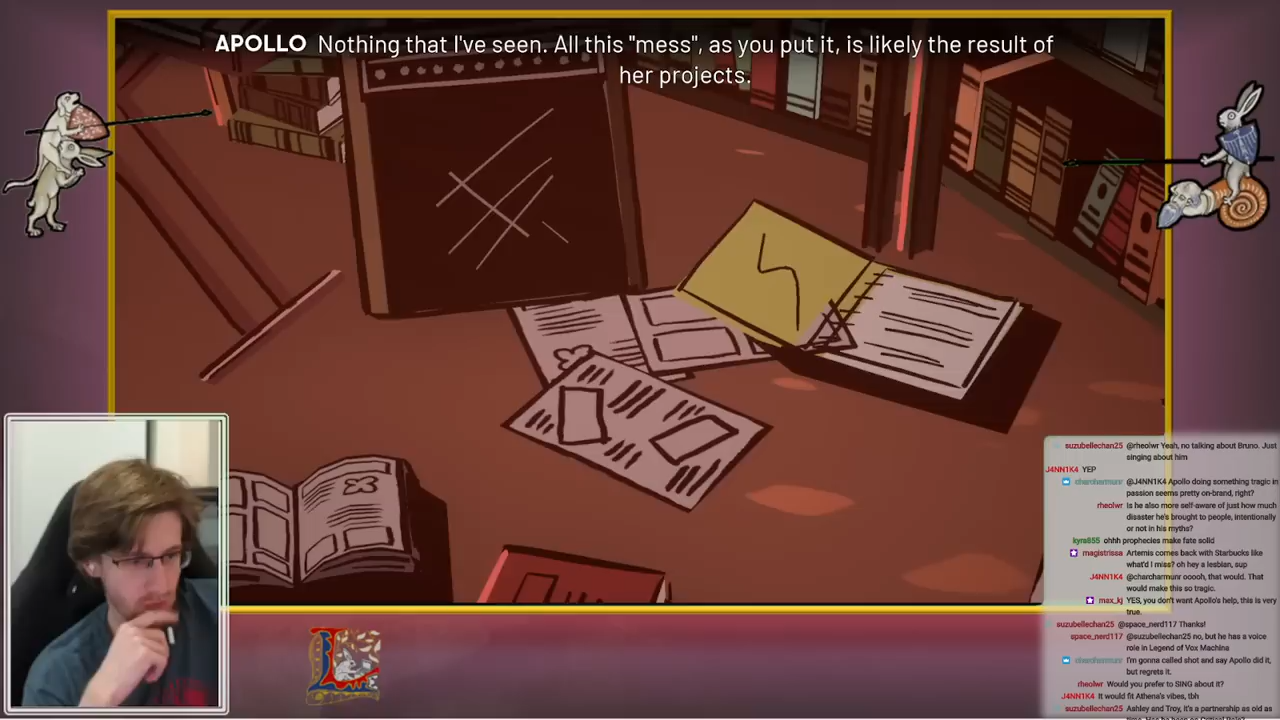 APOLLO Nothing that I've seen. All this "mess", as you put it, is likely the result of
her projects.
suzubellechan25 @rheolwr Yeah, no talking about Bruno. Just
singing about him
J4NN1K4 YEP
charcharmunr @J4NN1K4 Apollo doing something tragic in
passion seems pretty on-brand, right?
rheolwr Is he also more self-aware of just how much
disaster he's brought to people, intentionally
or not in his myths?
kyra655 ohhh prophecies make fate solid
magistrissa Artemis comes back with Starbucks like
what'd I miss? oh hey a lesbian, sup
J4NN1K4 @charcharmunr ooooh, that would. That
would make this so tragic.
max_kj YES, you don't want Apollo's help, this is very
true.
suzubellechan25 @space_nerd117 Thanks!
space_nerd117 @suzubellechan25 no, but he has a voice
role in Legend of Vox Machina
charcharmunr I'm gonna called shot and say Apollo did it,
but regrets it.
rheolwr Would you prefer to SING about it?
J4NN1K4 It would fit Athena's vibes, tbh
suzubellechan25 Ashley and Troy, it's a partnership as old as